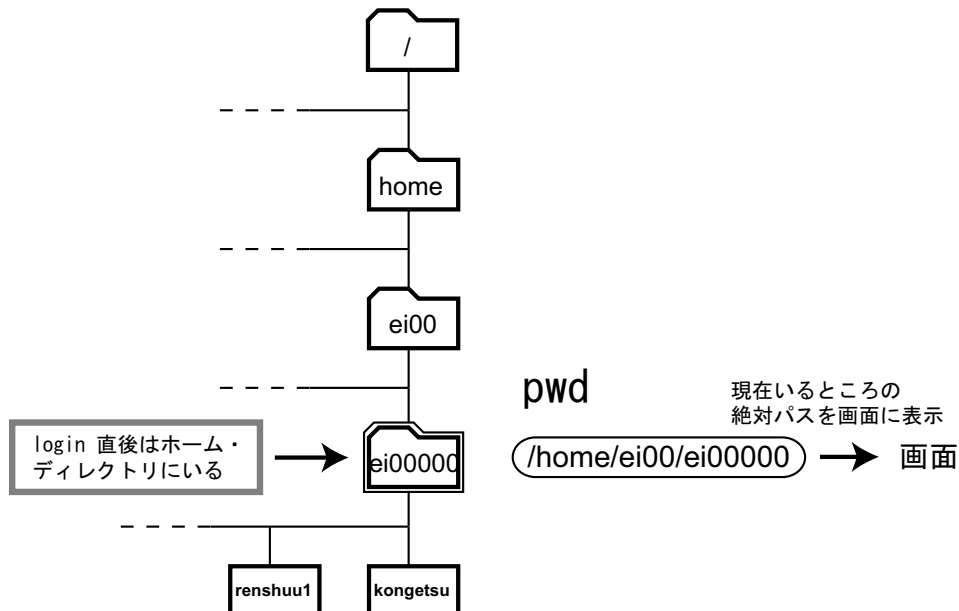 /
home
ei00
pwd
現在いるところの
絶対パスを画面に表示
login 直後はホーム・
ディレクトリにいる
ei00000
/home/ei00/ei00000
画面
renshuu1
kongetsu